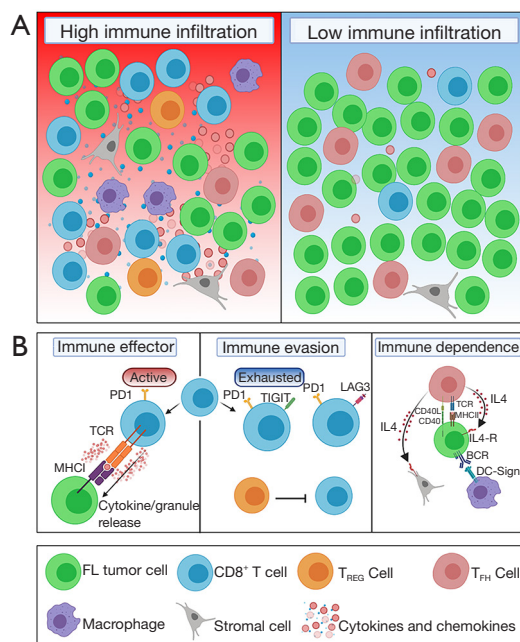 A
High immune infiltration
Low immune infiltration
B
Immune effector
Immune evasion
Immune dependence
Active
PD1
TCR
MHCI
Cytokine/granule
release
Exhausted
PD1
TIGIT
PD1
LAG3
IL4
IL4
TCR
MHCII
CD40L
CD40
IL4-R
BCR
DC-Sign
FL tumor cell
CD8⁺ T cell
T_REG Cell
T_FH Cell
Macrophage
Stromal cell
Cytokines and chemokines